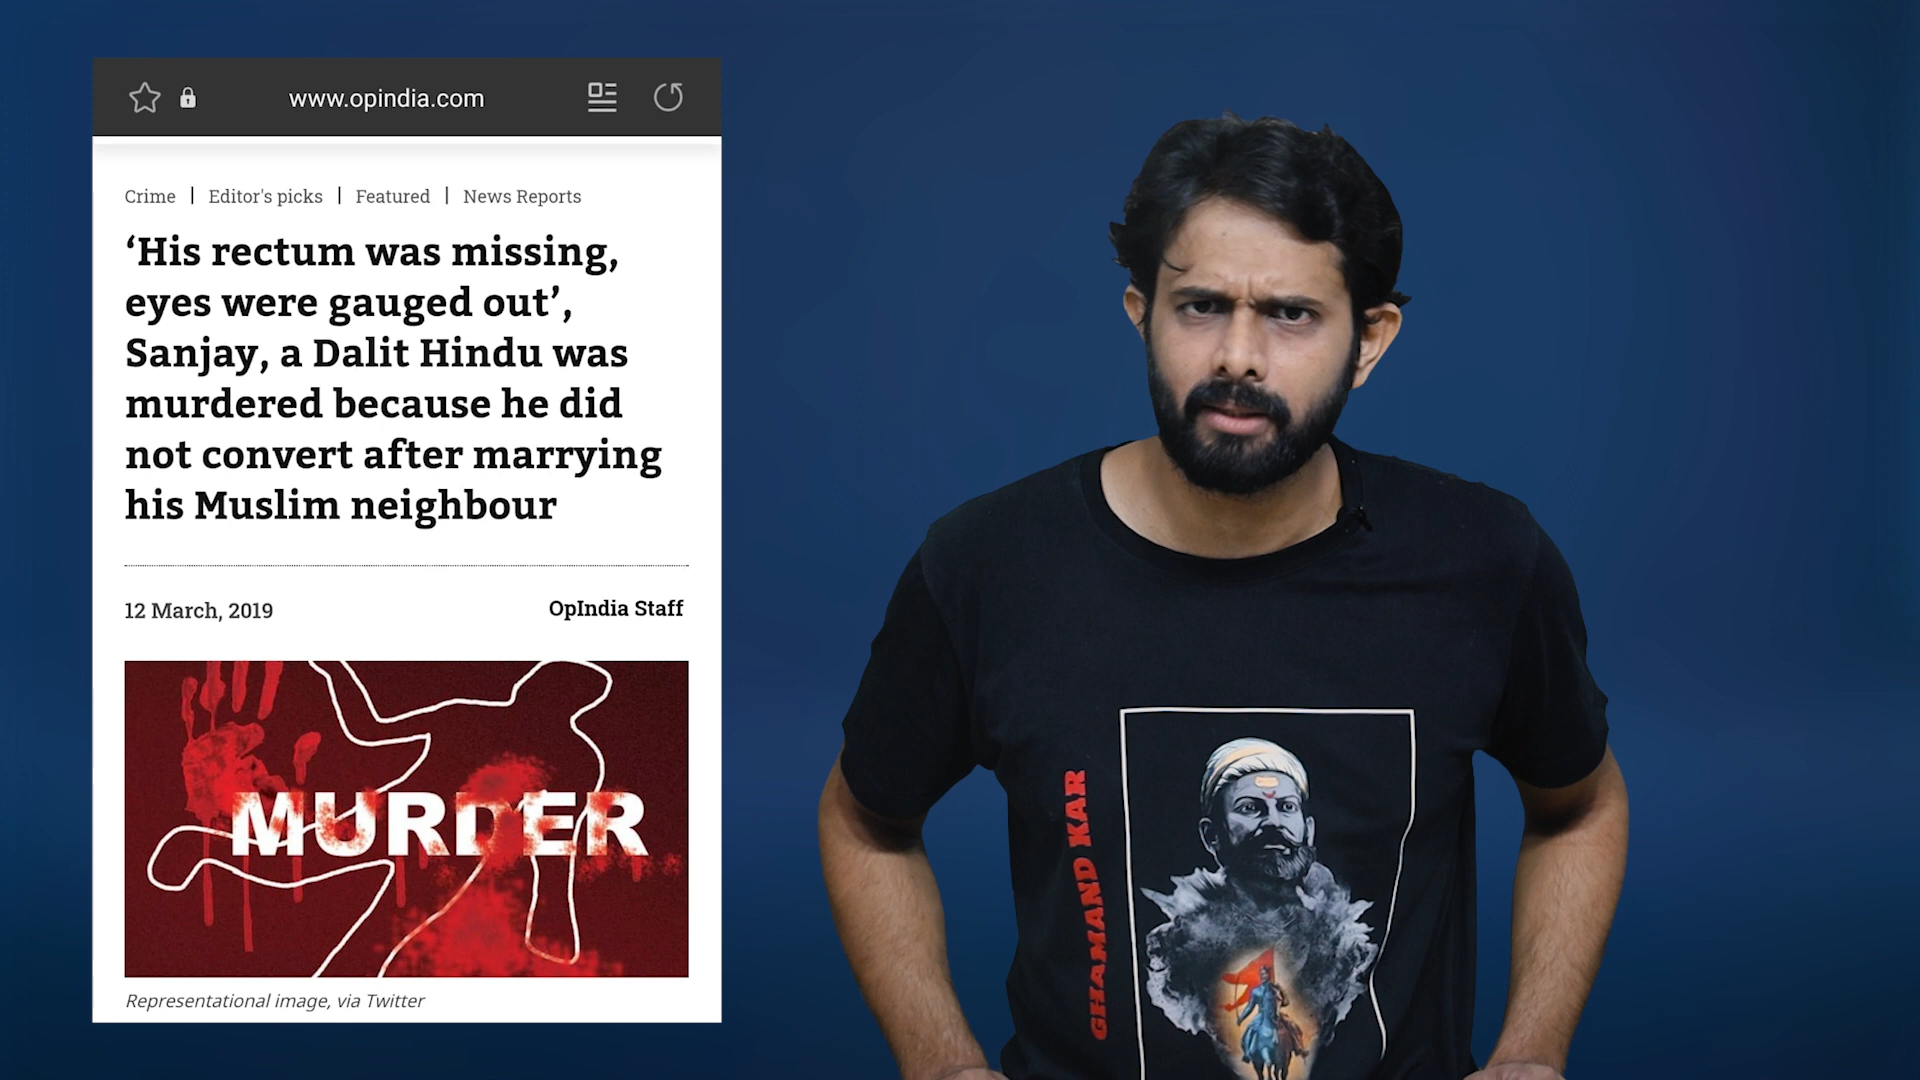 www.opindia.com
Crime | Editor's picks | Featured | News Reports
‘His rectum was missing,
eyes were gauged out’,
Sanjay, a Dalit Hindu was
murdered because he did
not convert after marrying
his Muslim neighbour
12 March, 2019 OpIndia Staff
MURDER
Representational image, via Twitter
GHAMAND KAR